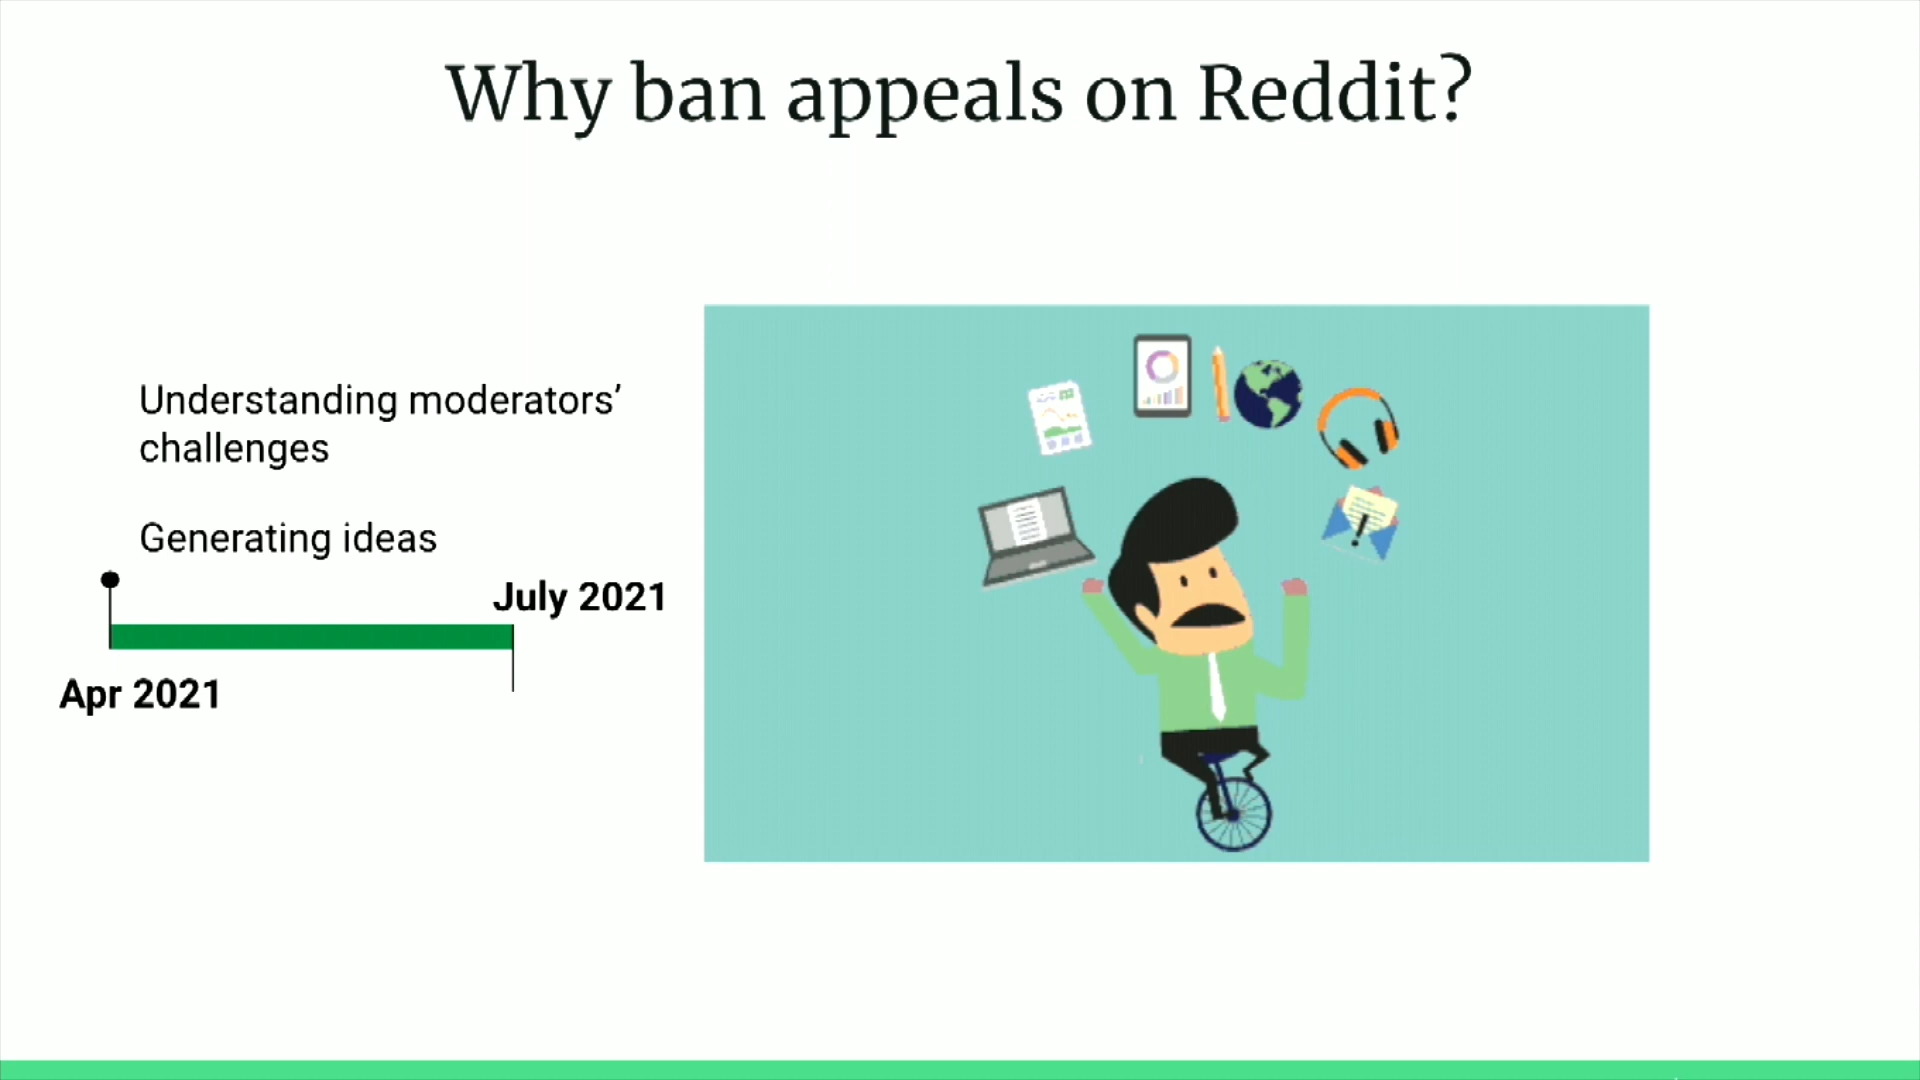 Why ban appeals on Reddit?
Understanding moderators’
challenges
Generating ideas
July 2021
Apr 2021